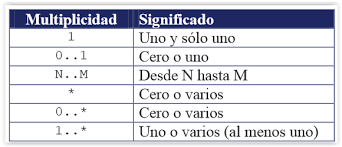 Multiplicidad Significado
1 Uno y sólo uno
0..1 Cero o uno
N..M Desde N hasta M
* Cero o varios
0..* Cero o varios
1..* Uno o varios (al menos uno)